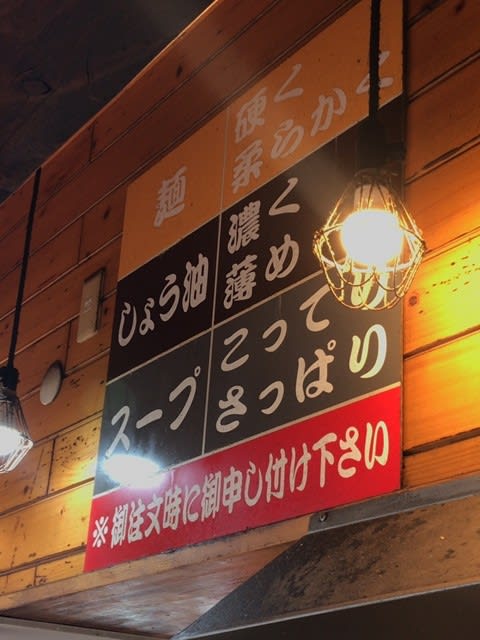 麺
硬く
柔らかく
しょう油
濃く
薄め
スープ
こってり
さっぱり
※御注文時に御申し付け下さい